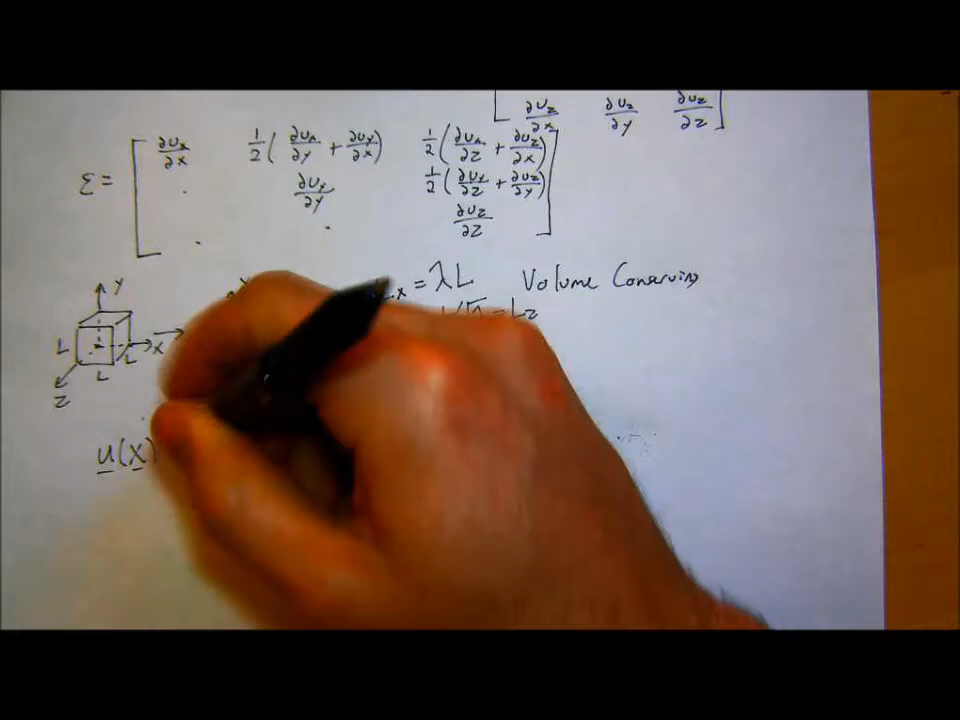 ∂u_z/∂x ∂u_z/∂y ∂u_z/∂z
ε = [ ∂u_x/∂x 1/2(∂u_x/∂y + ∂u_y/∂x) 1/2(∂u_x/∂z + ∂u_z/∂x)
· ∂u_y/∂y 1/2(∂u_y/∂z + ∂u_z/∂y)
· · ∂u_z/∂z ]
= λL Volume Conserving
= L_z
Y
L X
L L
Z
u(x)